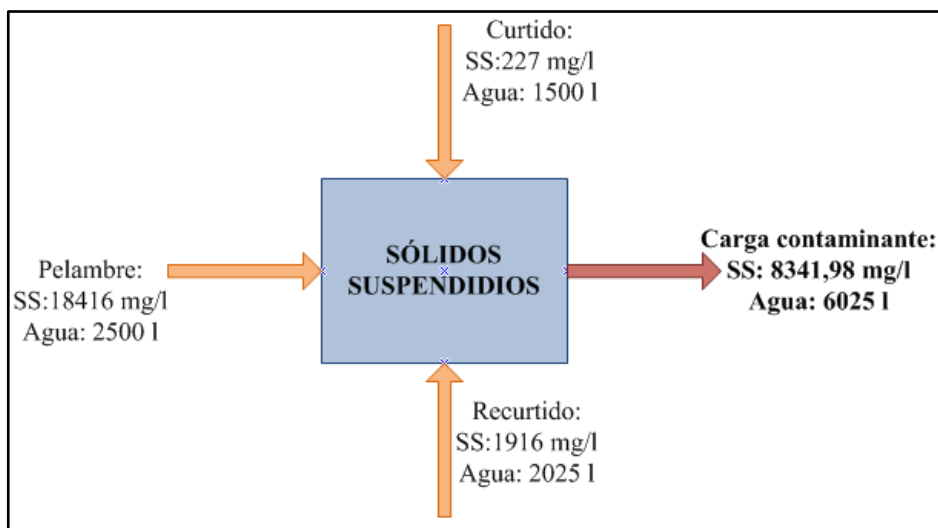 Curtido:
SS:227 mg/l
Agua: 1500 l
Pelambre:
SS:18416 mg/l
Agua: 2500 l
SÓLIDOS
SUSPENDIDIOS
Carga contaminante:
SS: 8341,98 mg/l
Agua: 6025 l
Recurtido:
SS:1916 mg/l
Agua: 2025 l